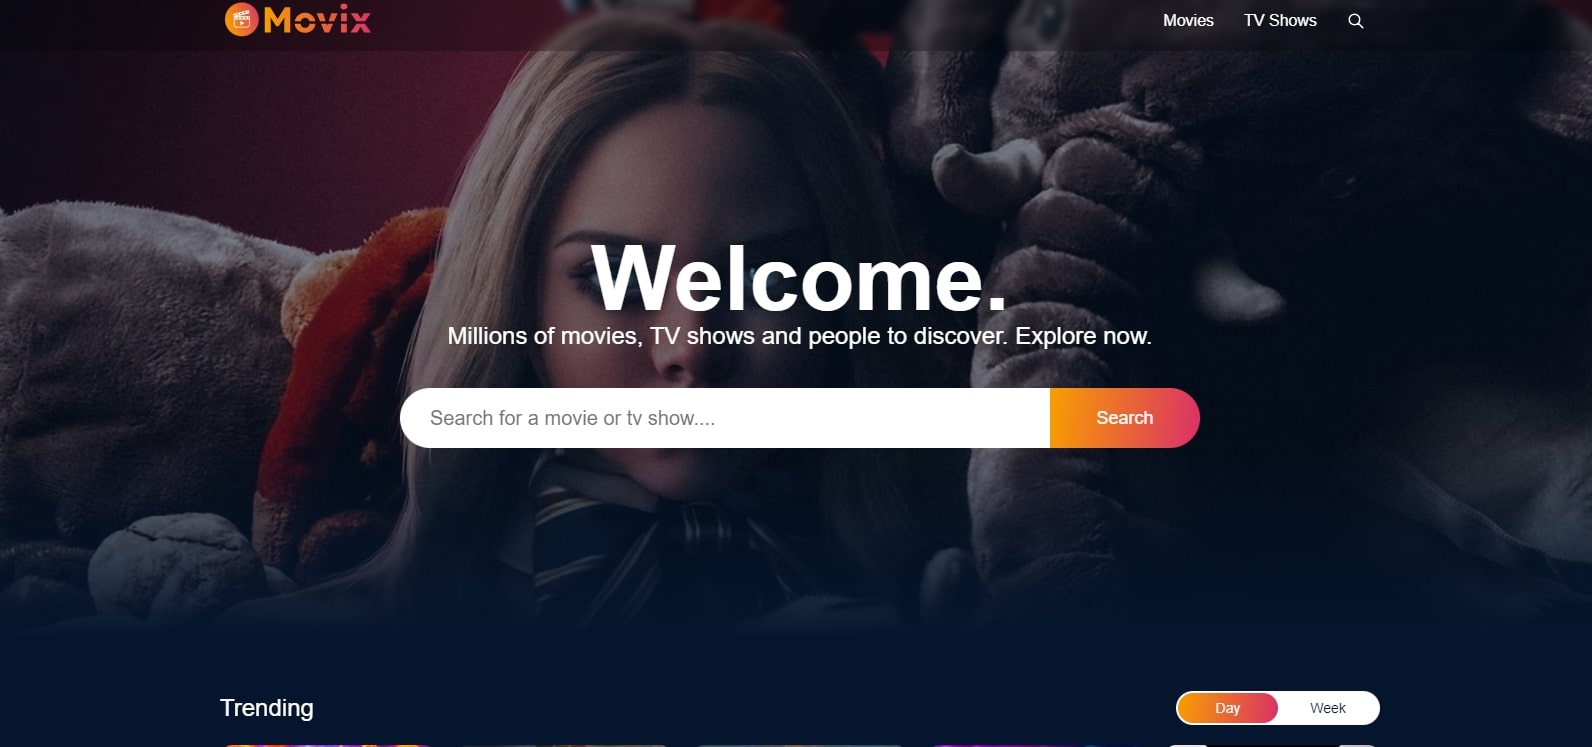 Movix
Movies
TV Shows
Welcome.
Millions of movies, TV shows and people to discover. Explore now.
Search for a movie or tv show....
Search
Trending
Day
Week